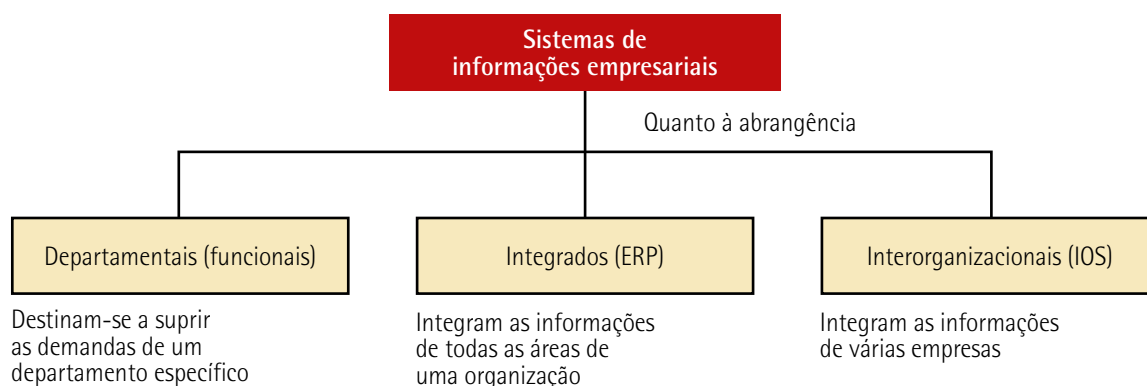 Sistemas de
informações empresariais
Quanto à abrangência
Departamentais (funcionais)
Integrados (ERP)
Interorganizacionais (IOS)
Destinam-se a suprir
as demandas de um
departamento específico
Integram as informações
de todas as áreas de
uma organização
Integram as informações
de várias empresas